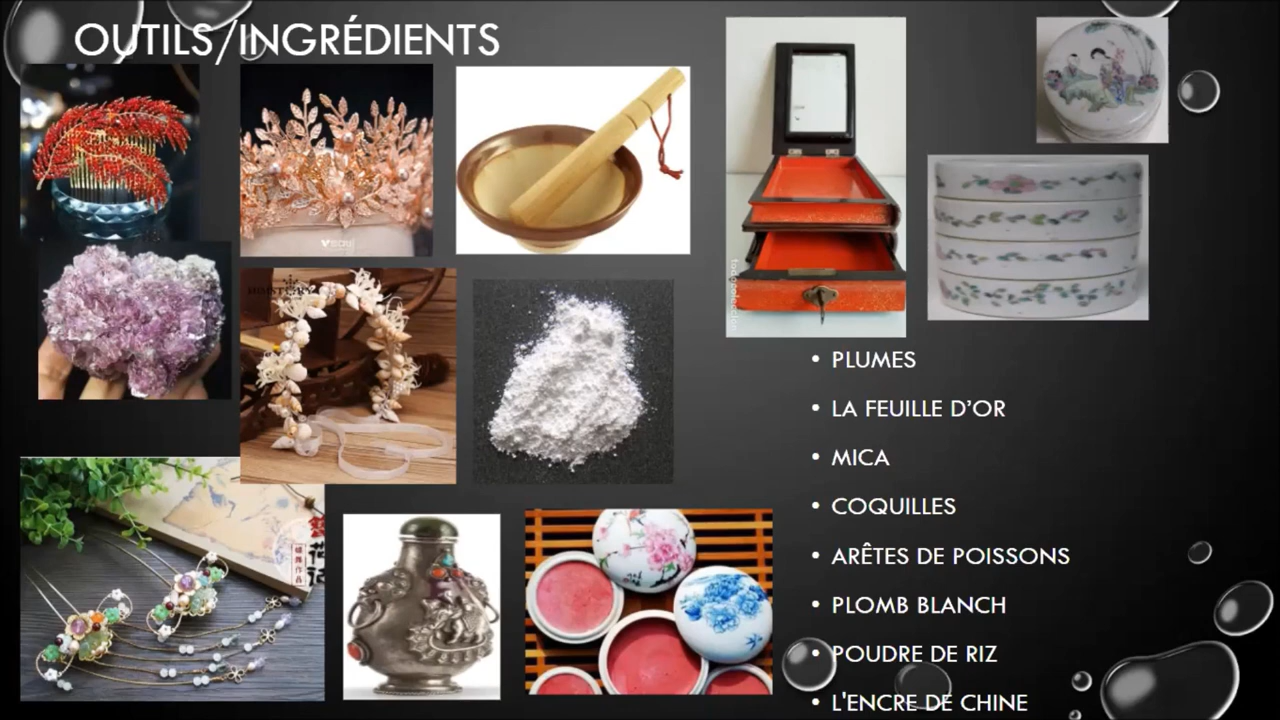 OUTILS/INGRÉDIENTS
• PLUMES
• LA FEUILLE D’OR
• MICA
• COQUILLES
• ARÊTES DE POISSONS
• PLOMB BLANCH
• POUDRE DE RIZ
• L'ENCRE DE CHINE
todocoleccion